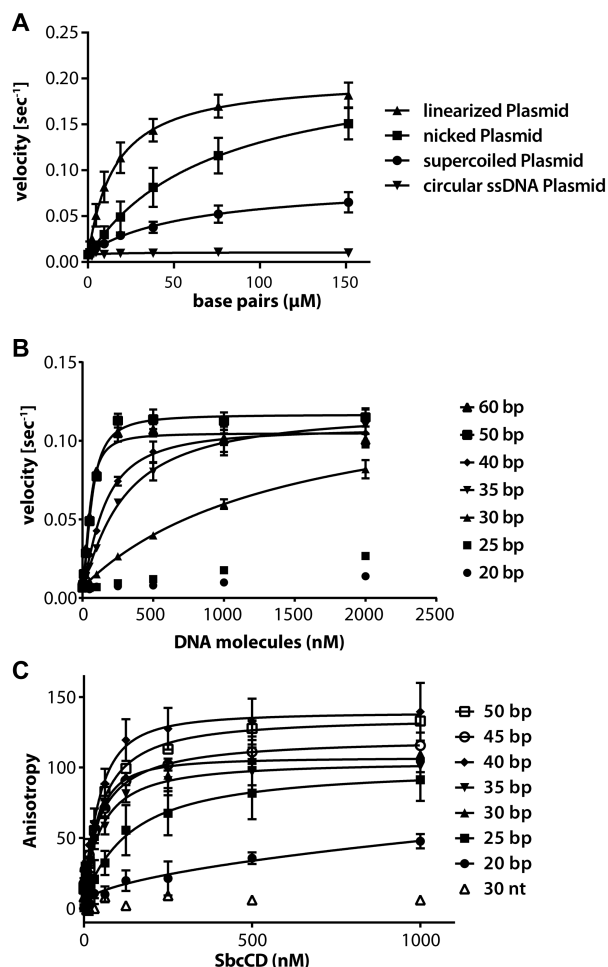 A
0.25
0.20
0.15
0.10
0.05
0.00
velocity [sec⁻¹]
0 50 100 150
base pairs (µM)
linearized Plasmid
nicked Plasmid
supercoiled Plasmid
circular ssDNA Plasmid
B
0.15
0.10
0.05
0.00
velocity [sec⁻¹]
0 500 1000 1500 2000 2500
DNA molecules (nM)
60 bp
50 bp
40 bp
35 bp
30 bp
25 bp
20 bp
C
150
100
50
0
Anisotropy
0 500 1000
SbcCD (nM)
50 bp
45 bp
40 bp
35 bp
30 bp
25 bp
20 bp
30 nt